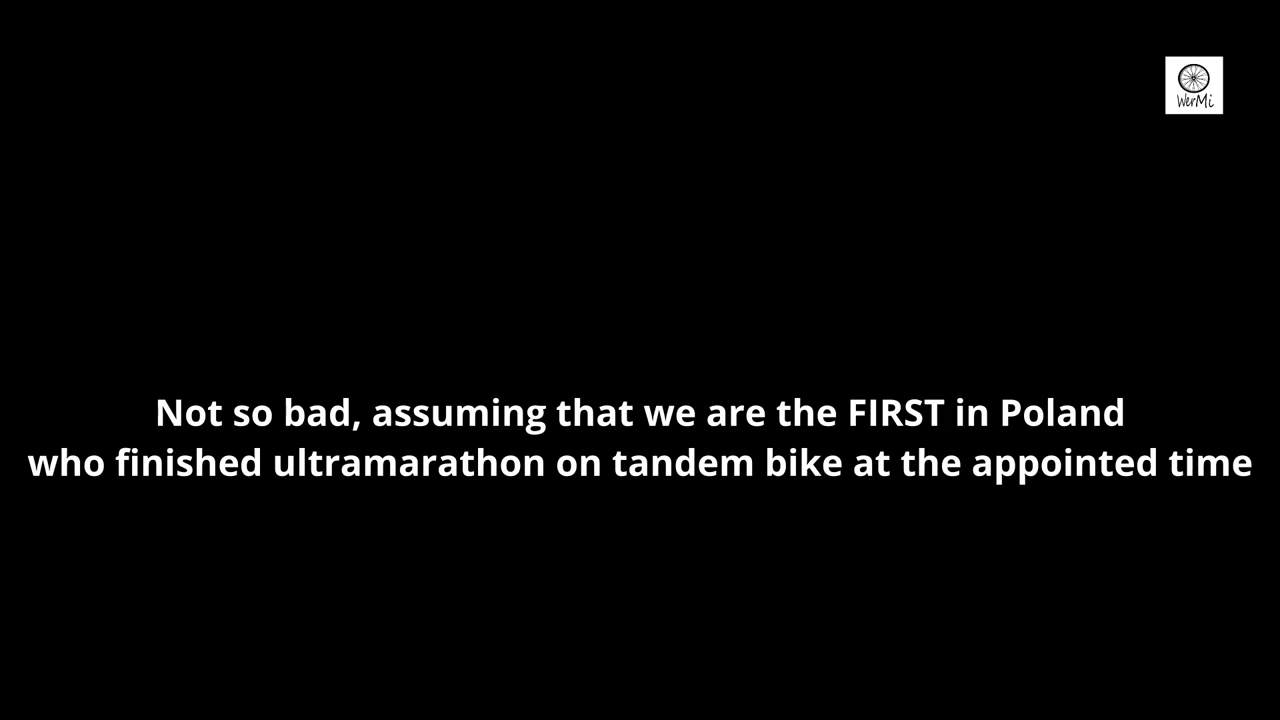 WerMi
Not so bad, assuming that we are the FIRST in Poland
who finished ultramarathon on tandem bike at the appointed time